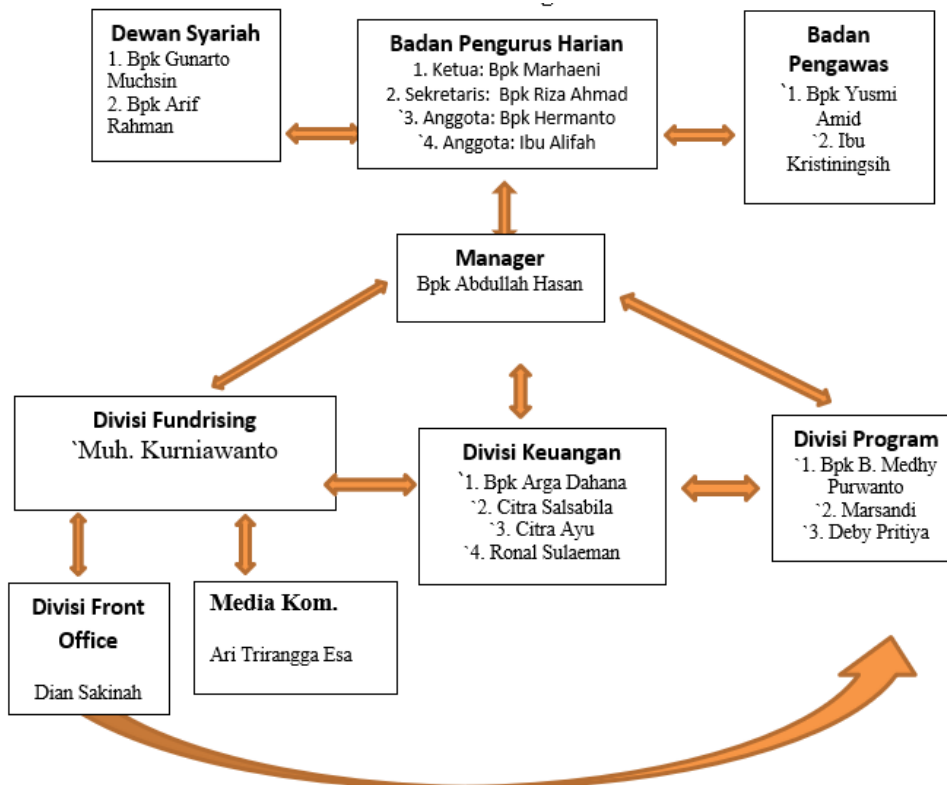 Dewan Syariah
1. Bpk Gunarto
Muchsin
2. Bpk Arif
Rahman
Badan Pengurus Harian
1. Ketua: Bpk Marhaeni
2. Sekretaris: Bpk Riza Ahmad
`3. Anggota: Bpk Hermanto
`4. Anggota: Ibu Alifah
Badan
Pengawas
`1. Bpk Yusmi
Amid
`2. Ibu
Kristiningsih
Manager
Bpk Abdullah Hasan
Divisi Fundrising
`Muh. Kurniawanto
Divisi Keuangan
`1. Bpk Arga Dahana
`2. Citra Salsabila
`3. Citra Ayu
`4. Ronal Sulaeman
Divisi Program
`1. Bpk B. Medhy
Purwanto
`2. Marsandi
`3. Deby Pritiya
Divisi Front
Office
Dian Sakinah
Media Kom.
Ari Trirangga Esa